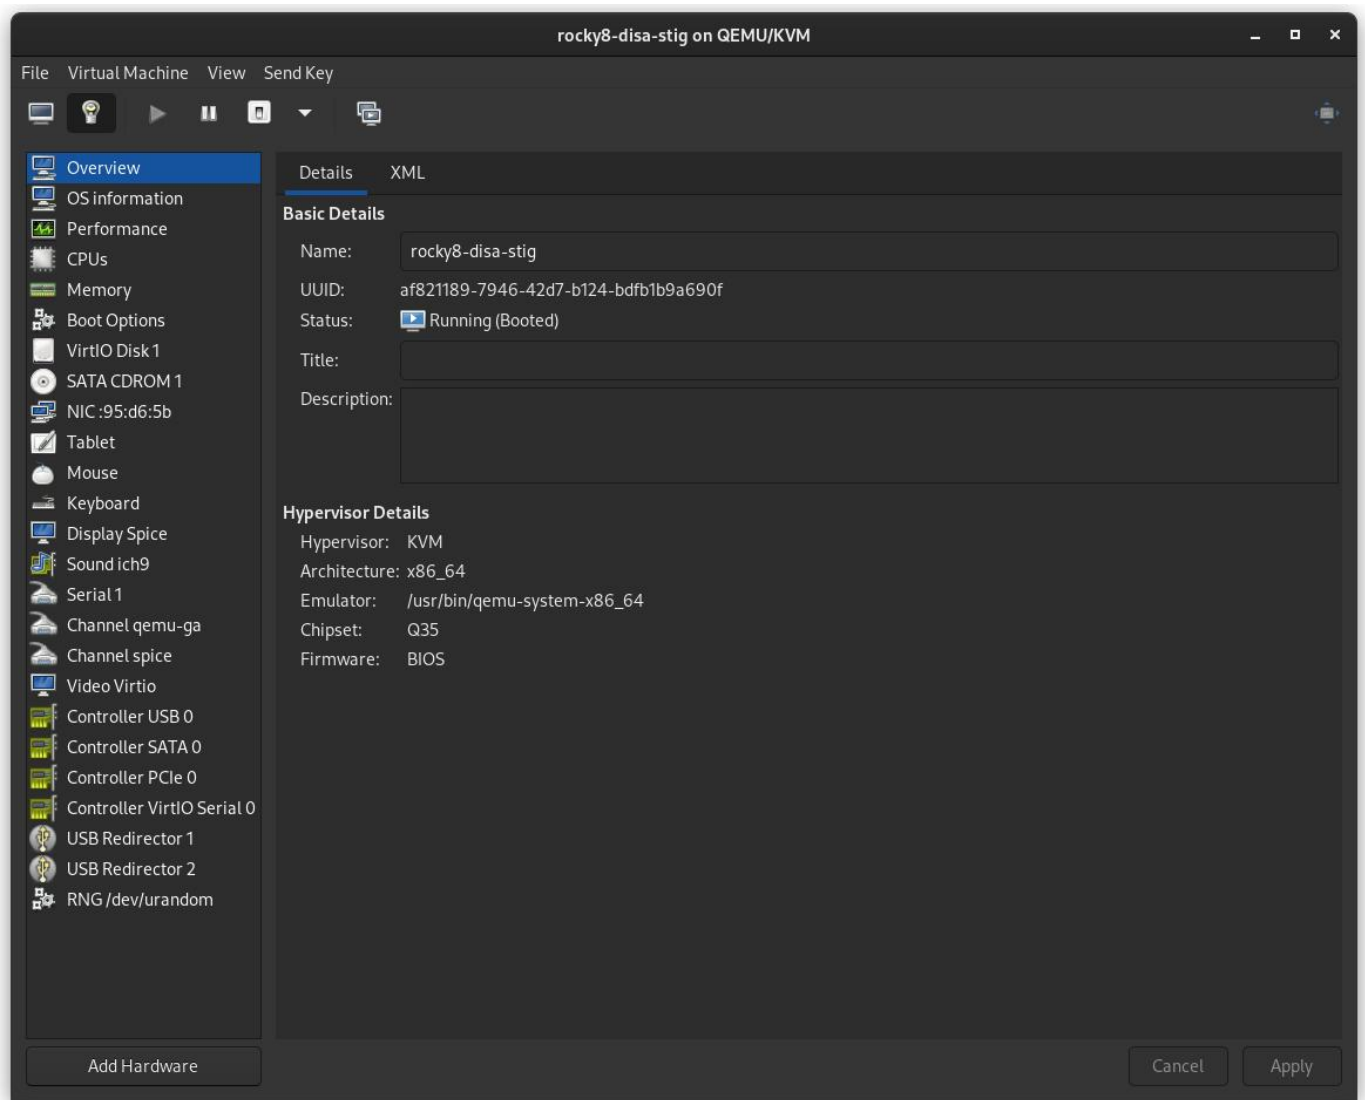 rocky8-disa-stig on QEMU/KVM
File Virtual Machine View Send Key
Overview
OS information
Performance
CPUs
Memory
Boot Options
VirtIO Disk 1
SATA CDROM 1
NIC :95:d6:5b
Tablet
Mouse
Keyboard
Display Spice
Sound ich9
Serial 1
Channel qemu-ga
Channel spice
Video Virtio
Controller USB 0
Controller SATA 0
Controller PCIe 0
Controller VirtIO Serial 0
USB Redirector 1
USB Redirector 2
RNG /dev/urandom
Add Hardware
Details XML
Basic Details
Name: rocky8-disa-stig
UUID: af821189-7946-42d7-b124-bdfb1b9a690f
Status: Running (Booted)
Title:
Description:
Hypervisor Details
Hypervisor: KVM
Architecture: x86_64
Emulator: /usr/bin/qemu-system-x86_64
Chipset: Q35
Firmware: BIOS
Cancel Apply